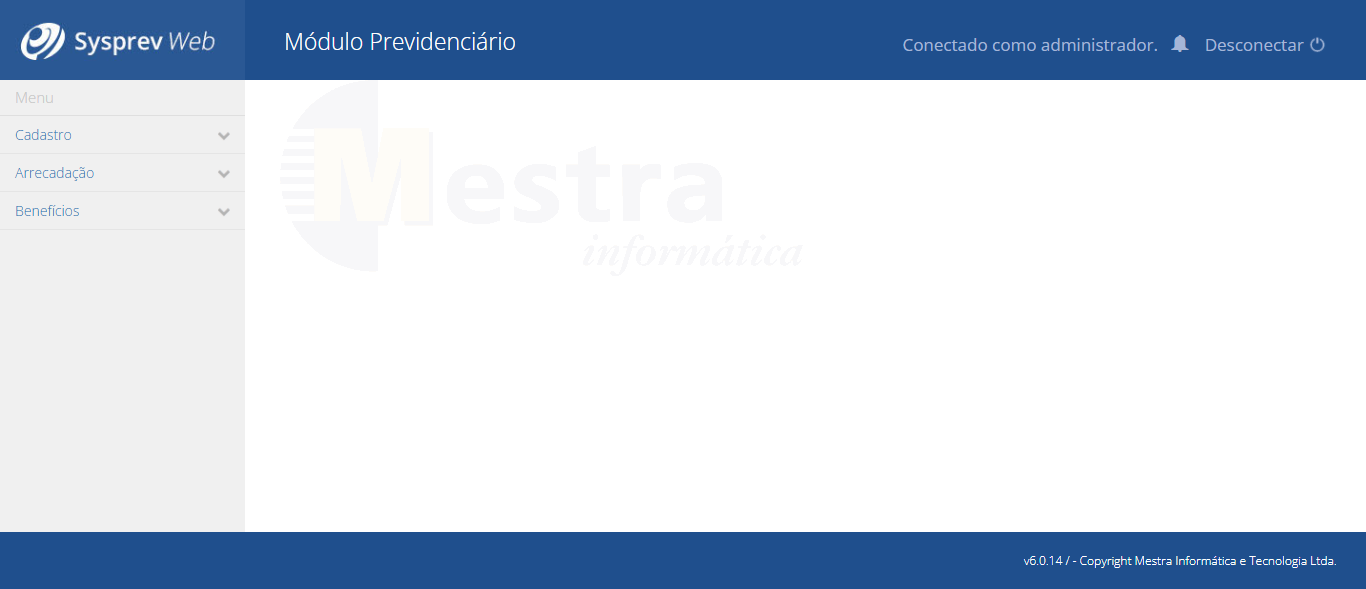 Sysprev Web
Módulo Previdenciário
Conectado como administrador.
Desconectar
Menu
Cadastro
Arrecadação
Benefícios
Mestra
informática
v6.0.14 / - Copyright Mestra Informática e Tecnologia Ltda.